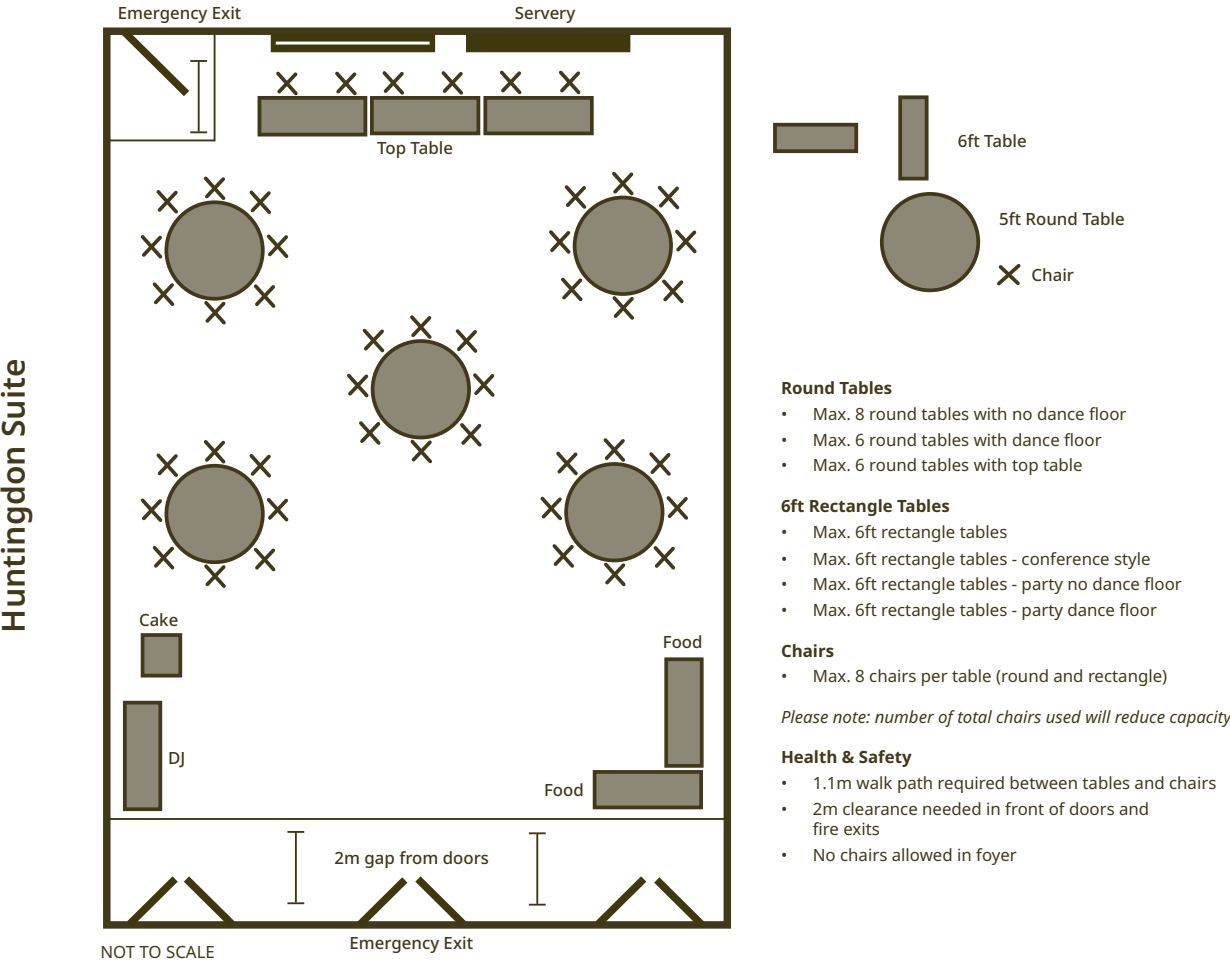 Emergency Exit
Servery
Top Table
6ft Table
5ft Round Table
Chair
Huntingdon Suite
Round Tables
• Max. 8 round tables with no dance floor
• Max. 6 round tables with dance floor
• Max. 6 round tables with top table
6ft Rectangle Tables
• Max. 6ft rectangle tables
• Max. 6ft rectangle tables - conference style
• Max. 6ft rectangle tables - party no dance floor
• Max. 6ft rectangle tables - party dance floor
Chairs
• Max. 8 chairs per table (round and rectangle)
Please note: number of total chairs used will reduce capacity
Health & Safety
• 1.1m walk path required between tables and chairs
• 2m clearance needed in front of doors and
fire exits
• No chairs allowed in foyer
Cake
Food
DJ
Food
2m gap from doors
Emergency Exit
NOT TO SCALE